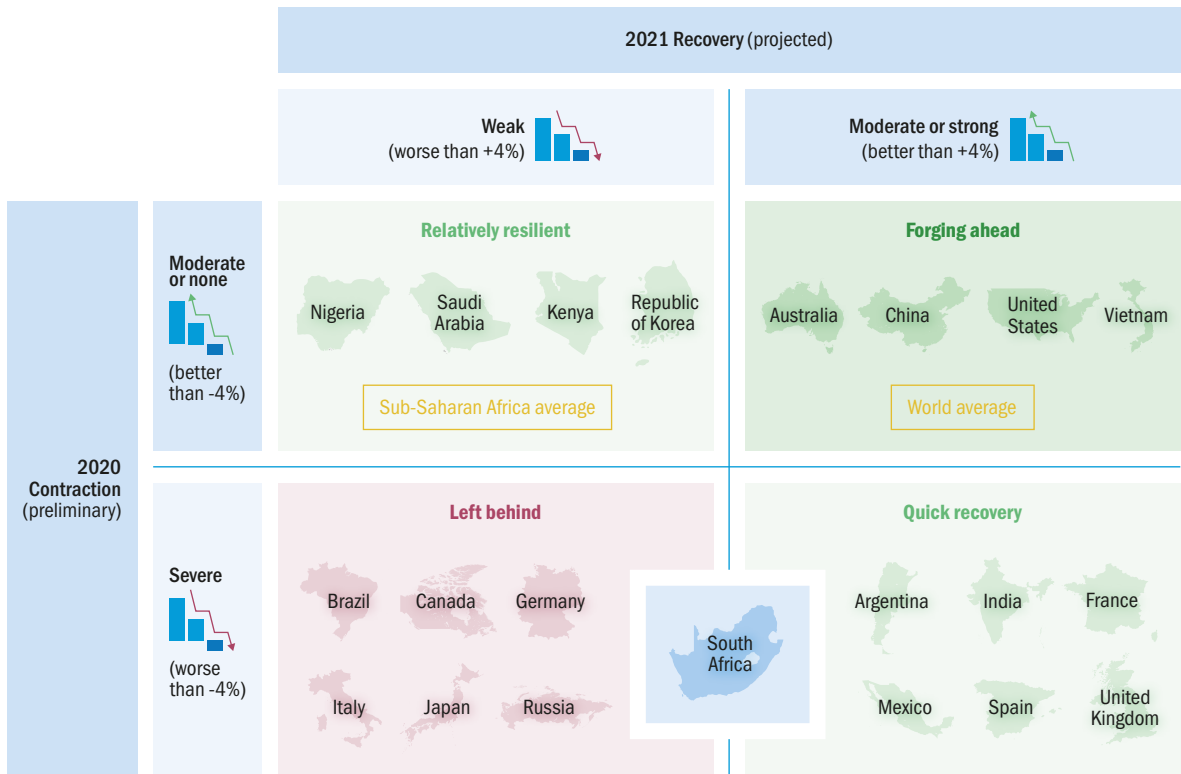 2021 Recovery (projected)
Weak
(worse than +4%)
Moderate or strong
(better than +4%)
2020
Contraction
(preliminary)
Moderate
or none
(better
than -4%)
Relatively resilient
Nigeria
Saudi
Arabia
Kenya
Republic
of Korea
Sub-Saharan Africa average
Forging ahead
Australia
China
United
States
Vietnam
World average
Severe
(worse
than -4%)
Left behind
Brazil
Canada
Germany
Italy
Japan
Russia
South
Africa
Quick recovery
Argentina
India
France
Mexico
Spain
United
Kingdom